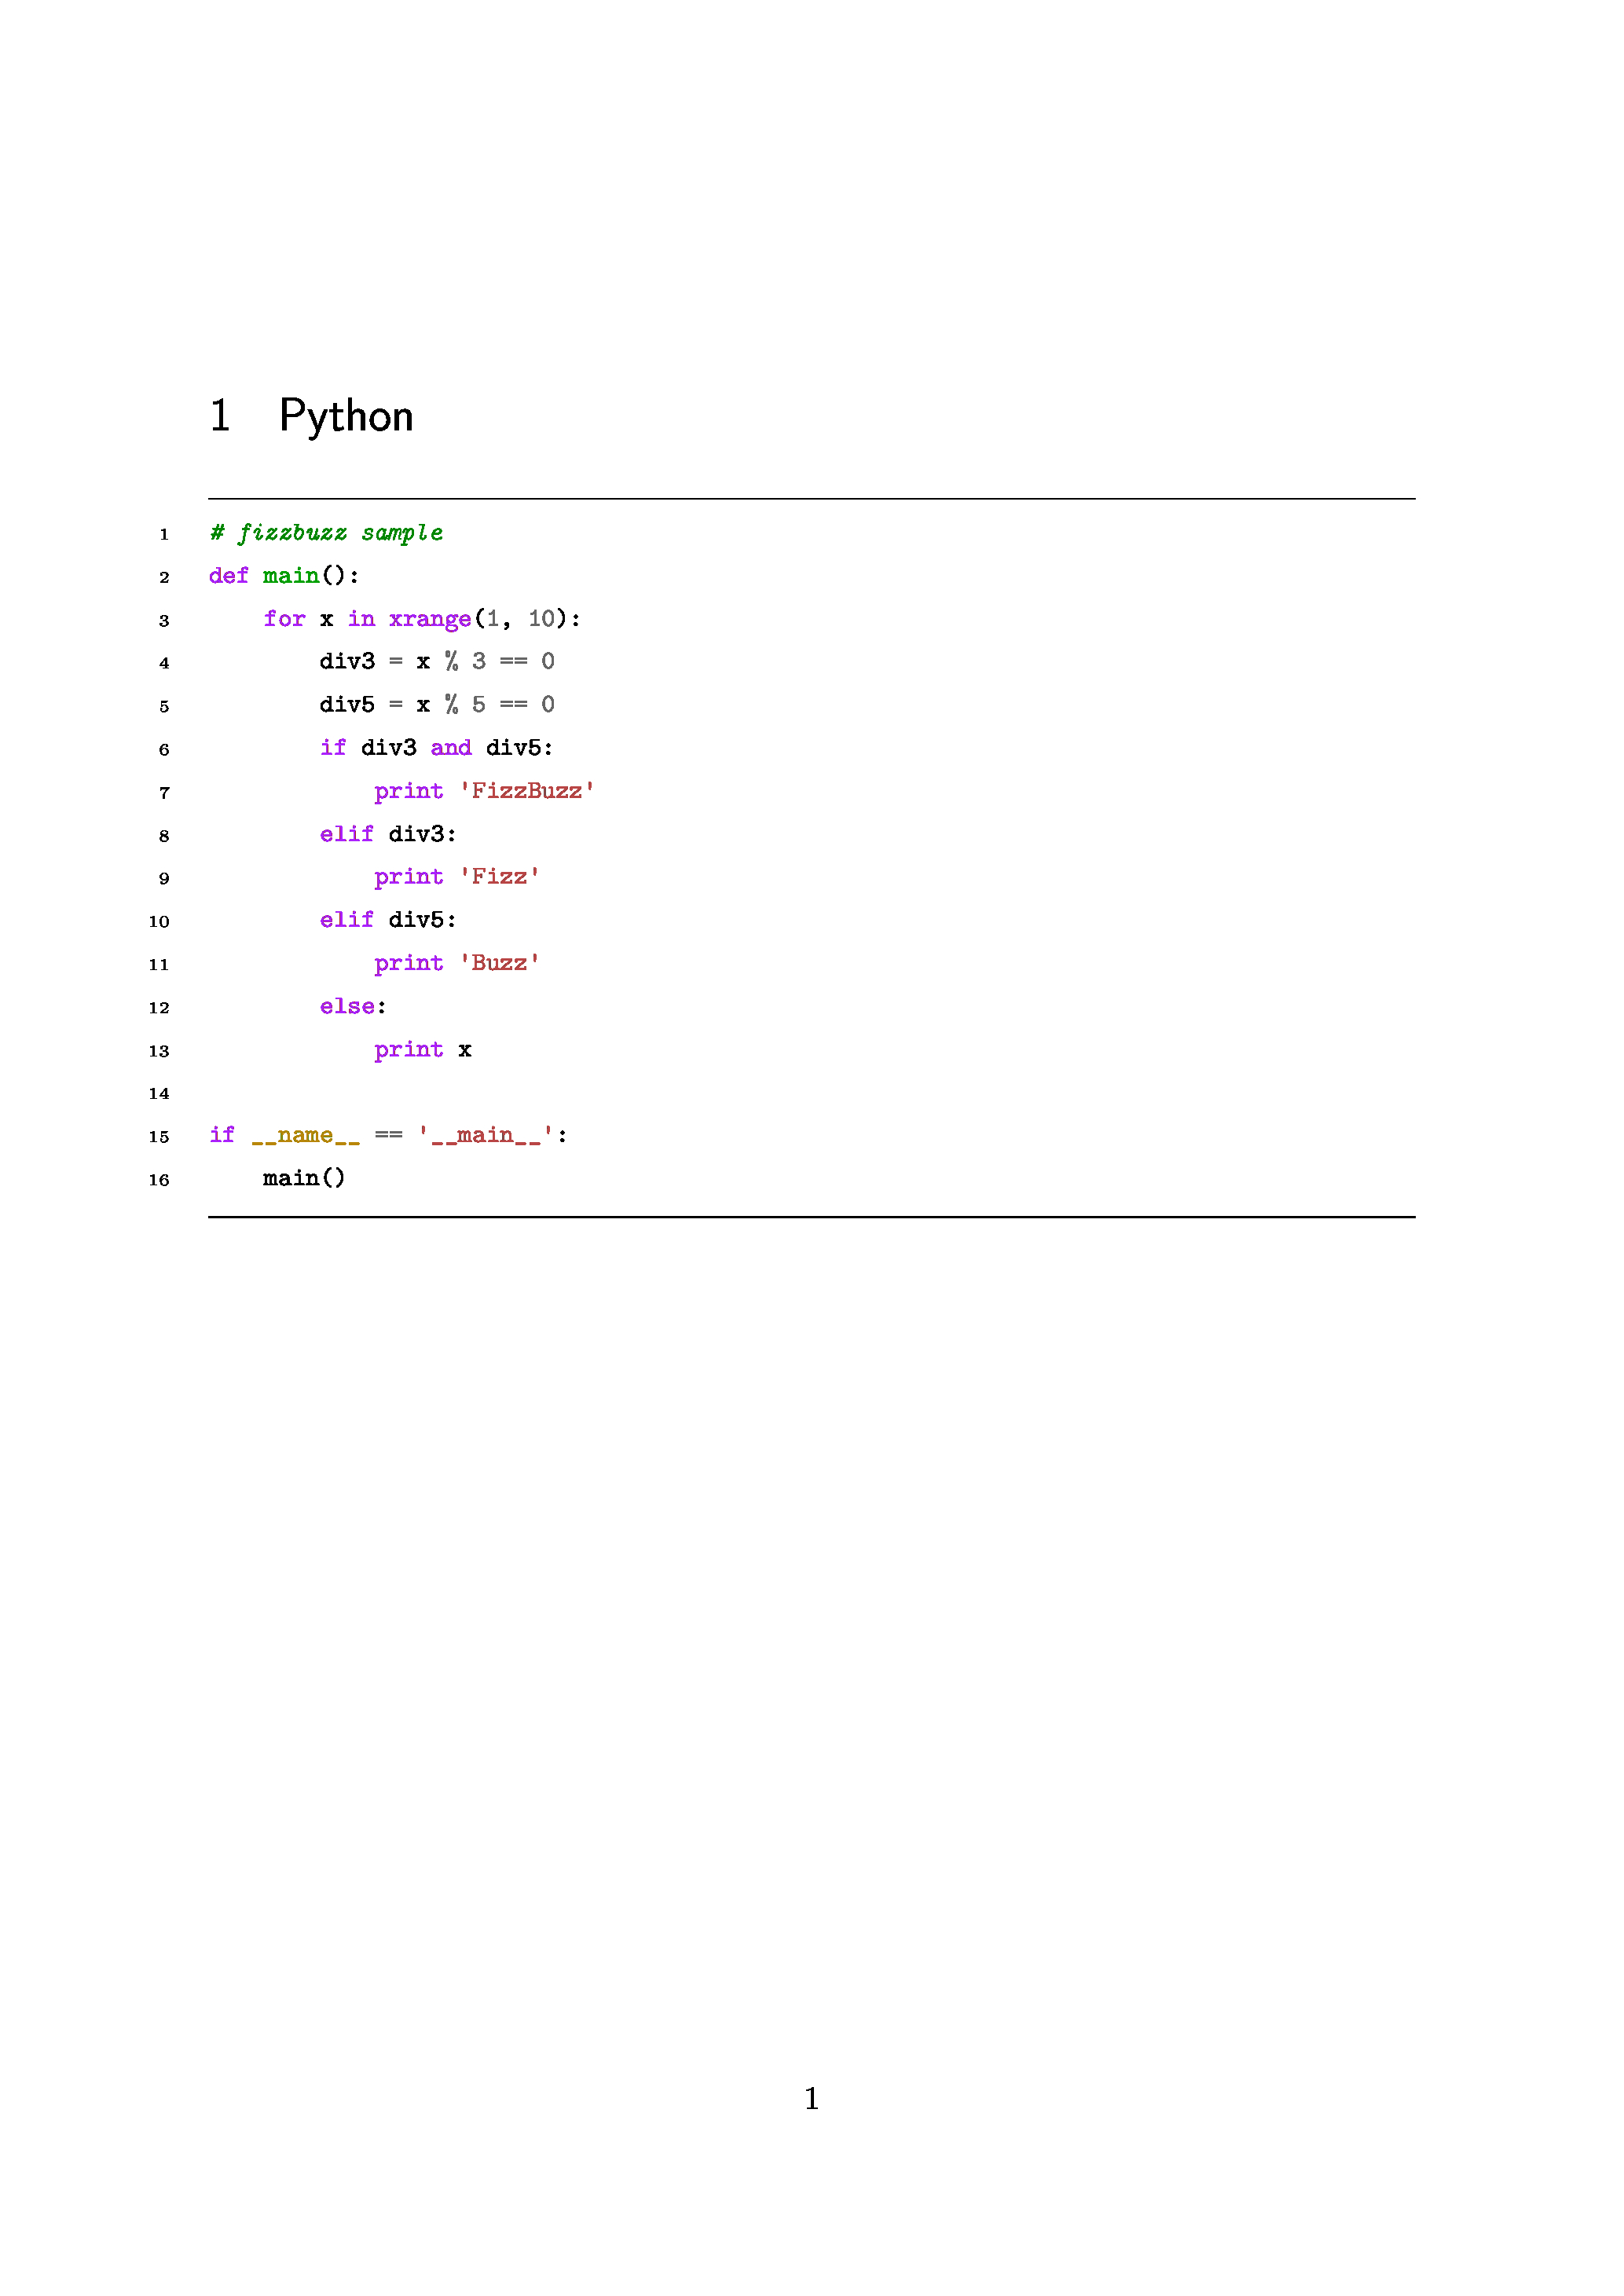 1 Python
1 # fizzbuzz sample
2 def main():
3     for x in xrange(1, 10):
4         div3 = x % 3 == 0
5         div5 = x % 5 == 0
6         if div3 and div5:
7             print 'FizzBuzz'
8         elif div3:
9             print 'Fizz'
10         elif div5:
11             print 'Buzz'
12         else:
13             print x
14
15 if __name__ == '__main__':
16     main()
1